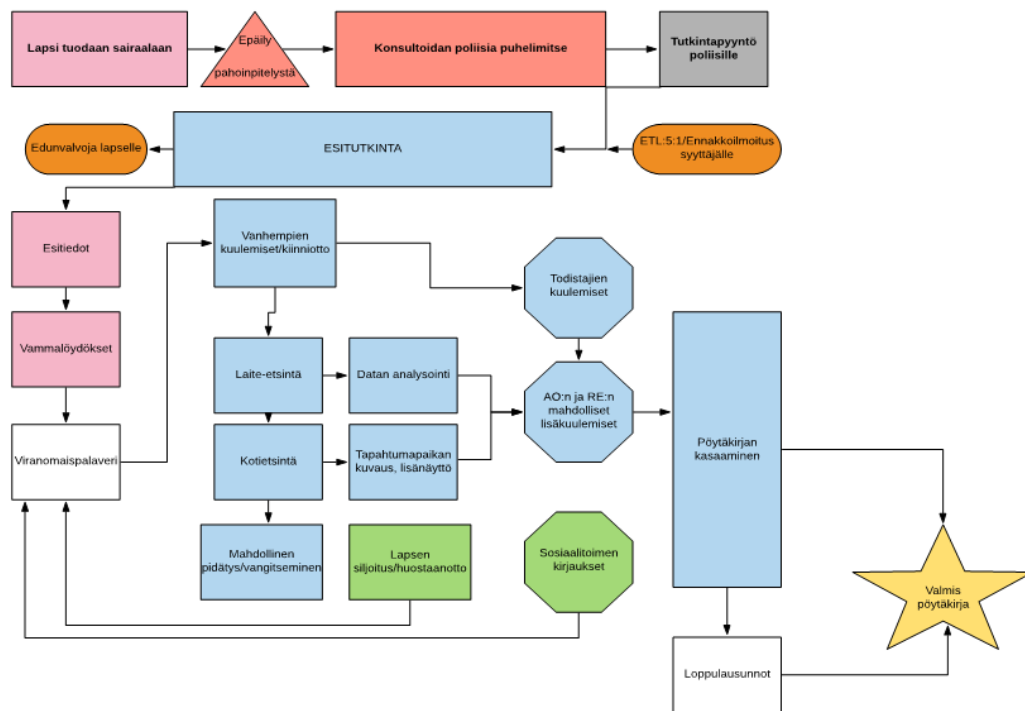 Lapsi tuodaan sairaalaan
Epäily
pahoinpitelystä
Konsultoidan poliisia puhelimitse
Tutkintapyyntö
poliisille
Edunvalvoja lapselle
ESITUTKINTA
ETL:5:1/Ennakkoilmoitus
syyttäjälle
Esitiedot
Vanhempien
kuulemiset/kiinniotto
Todistajien
kuulemiset
Vammalöydökset
Laite-etsintä
Datan analysointi
AO:n ja RE:n
mahdolliset
lisäkuulemiset
Pöytäkirjan
kasaaminen
Viranomaispalaveri
Kotietsintä
Tapahtumapaikan
kuvaus, lisänäyttö
Mahdollinen
pidätys/vangitseminen
Lapsen
siljoitus/huostaanotto
Sosiaalitoimen
kirjaukset
Valmis
pöytäkirja
Loppulausunnot